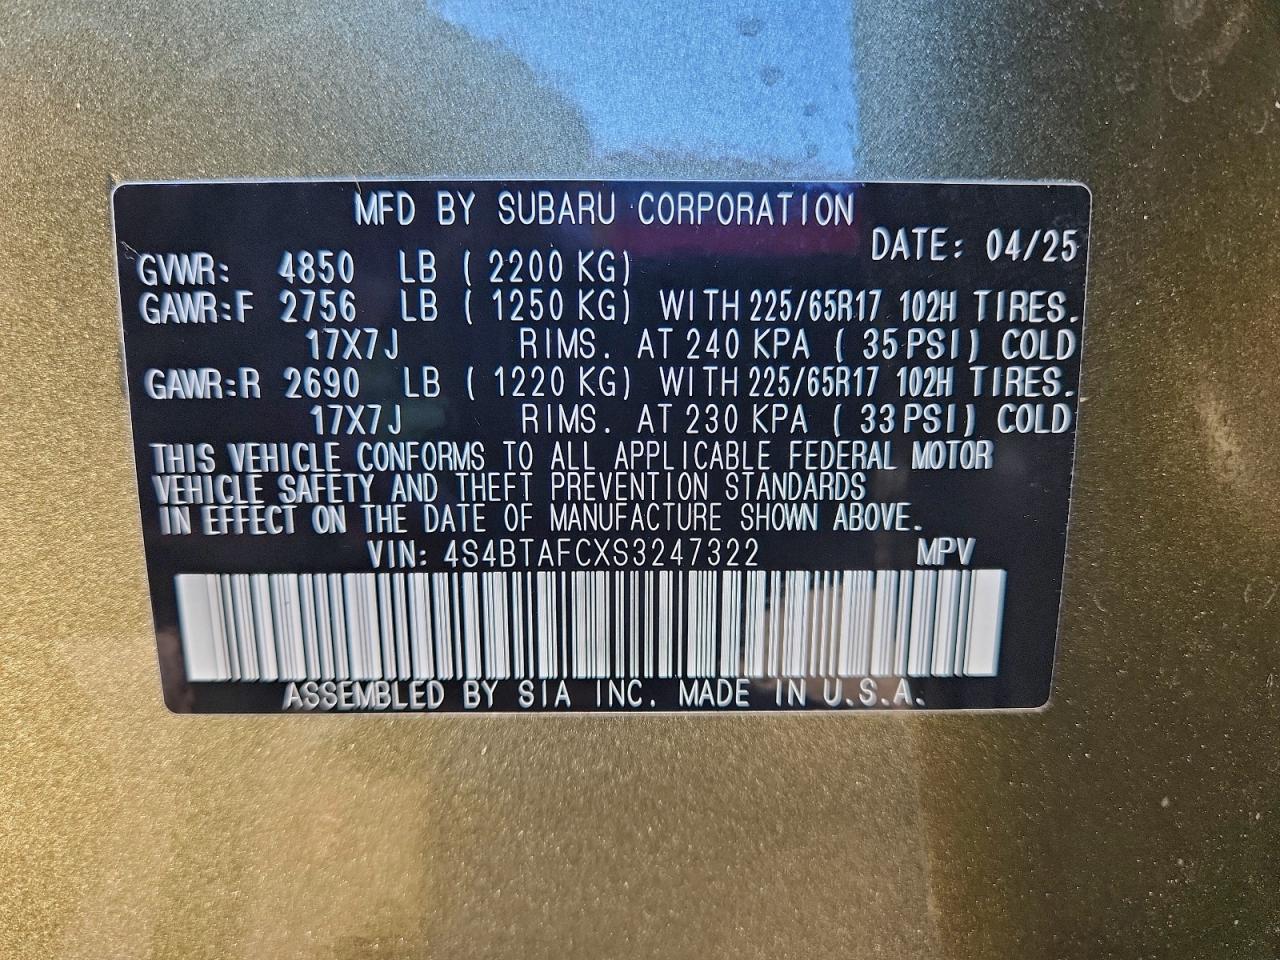 MFD BY SUBARU CORPORATION
DATE: 04/25
GVWR: 4850 LB ( 2200 KG)
GAWR:F 2756 LB ( 1250 KG) WITH 225/65R17 102H TIRES.
17X7J RIMS. AT 240 KPA ( 35 PSI) COLD
GAWR:R 2690 LB ( 1220 KG) WITH 225/65R17 102H TIRES.
17X7J RIMS. AT 230 KPA ( 33 PSI) COLD
THIS VEHICLE CONFORMS TO ALL APPLICABLE FEDERAL MOTOR
VEHICLE SAFETY AND THEFT PREVENTION STANDARDS
IN EFFECT ON THE DATE OF MANUFACTURE SHOWN ABOVE.
VIN: 4S4BTAFCXS3247322 MPV
ASSEMBLED BY SIA INC. MADE IN U.S.A.